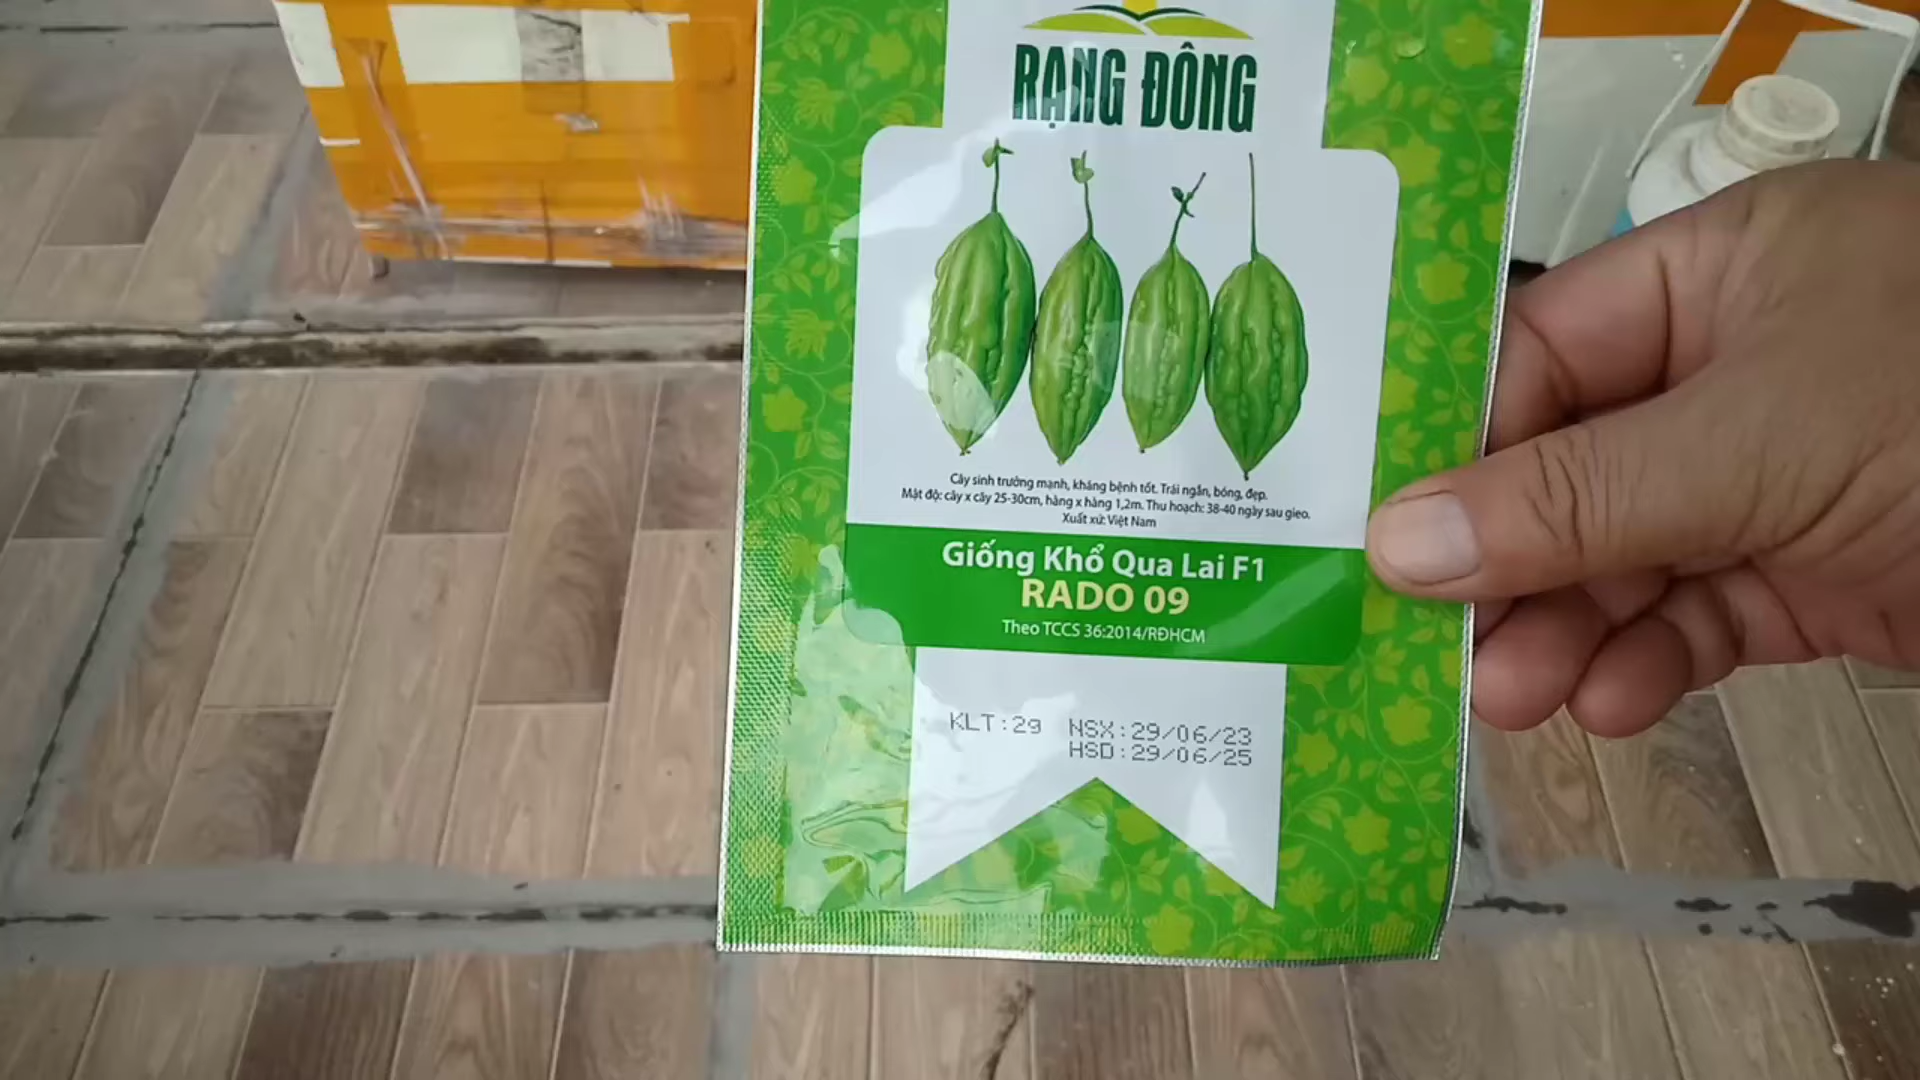 RẠNG ĐÔNG
Cây sinh trưởng mạnh, kháng bệnh tốt. Trái ngắn, bóng, đẹp.
Mật độ: cây x cây 25-30cm, hàng x hàng 1,2m. Thu hoạch: 38-40 ngày sau gieo.
Xuất xứ: Việt Nam
Giống Khổ Qua Lai F1
RADO 09
Theo TCCS 36:2014/RĐHCM
KLT:2g NSX:29/06/23
HSD:29/06/25